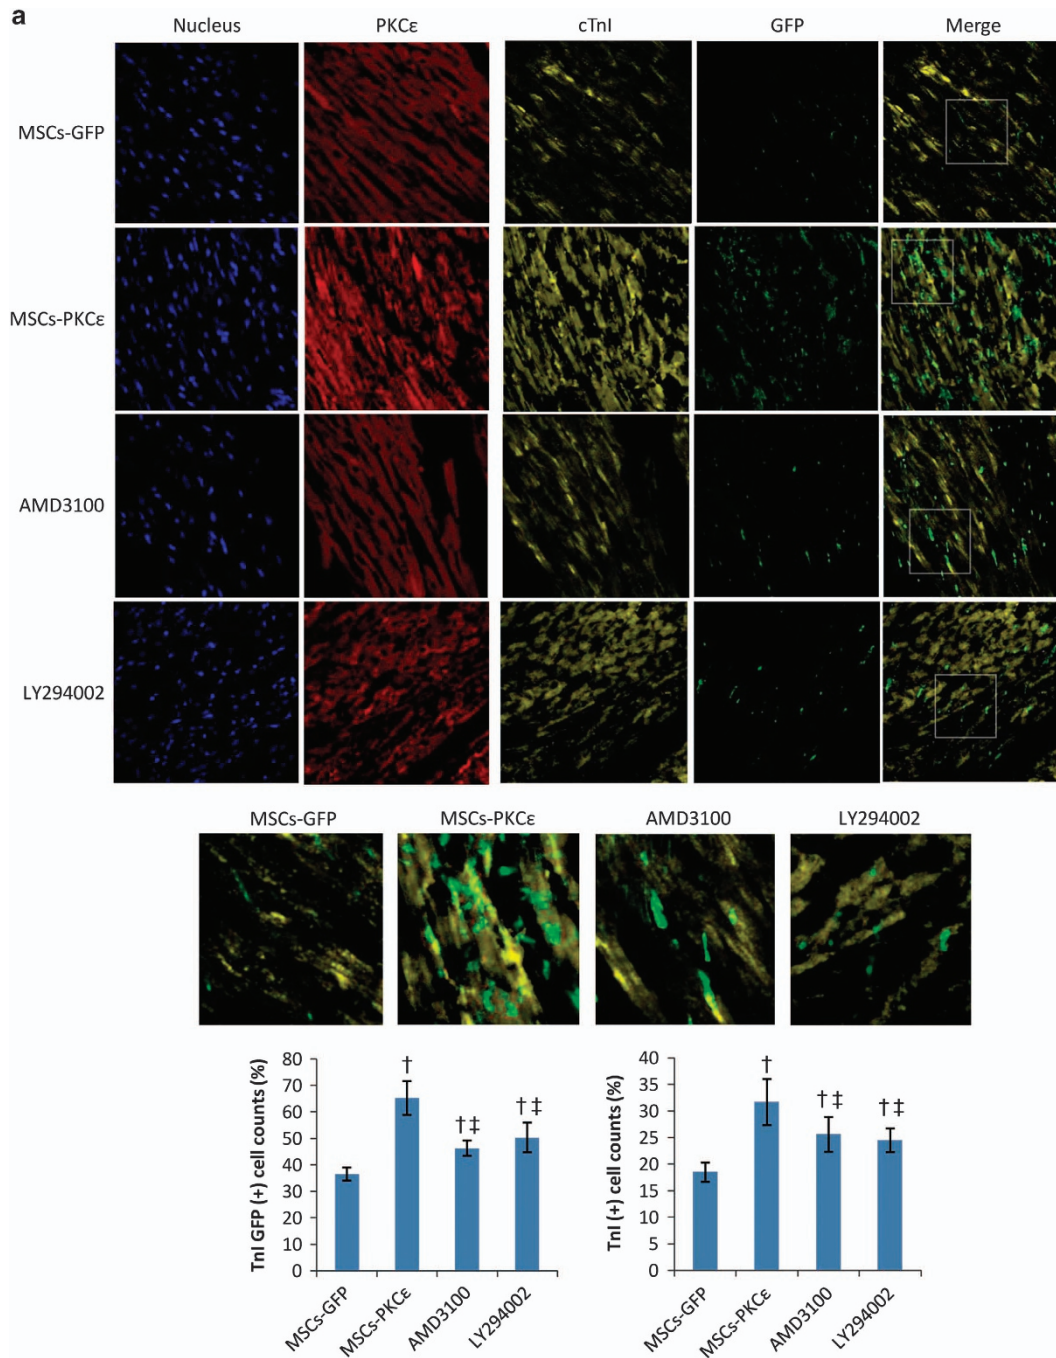 a
Nucleus PKCε cTnI GFP Merge
MSCs-GFP
MSCs-PKCε
AMD3100
LY294002
MSCs-GFP MSCs-PKCε AMD3100 LY294002
TnI GFP (+) cell counts (%)
80
70
60
50
40
30
20
10
0
†
†‡
†‡
MSCs-GFP
MSCs-PKCε
AMD3100
LY294002
TnI (+) cell counts (%)
40
35
30
25
20
15
10
5
0
†
†‡
†‡
MSCs-GFP
MSCs-PKCε
AMD3100
LY294002